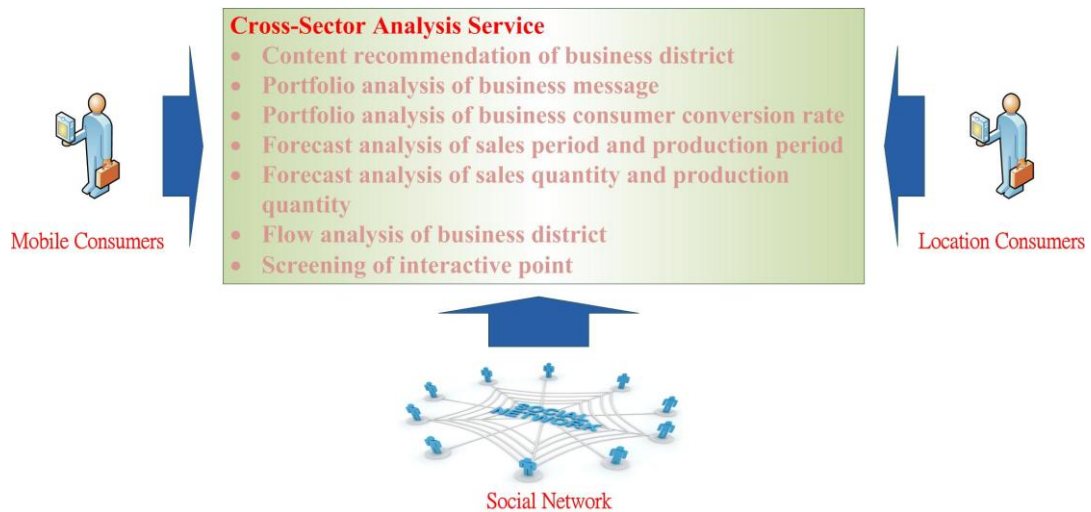 Cross-Sector Analysis Service
• Content recommendation of business district
• Portfolio analysis of business message
• Portfolio analysis of business consumer conversion rate
• Forecast analysis of sales period and production period
• Forecast analysis of sales quantity and production
quantity
• Flow analysis of business district
• Screening of interactive point
Mobile Consumers
Location Consumers
SOCIAL
NETWORK
Social Network